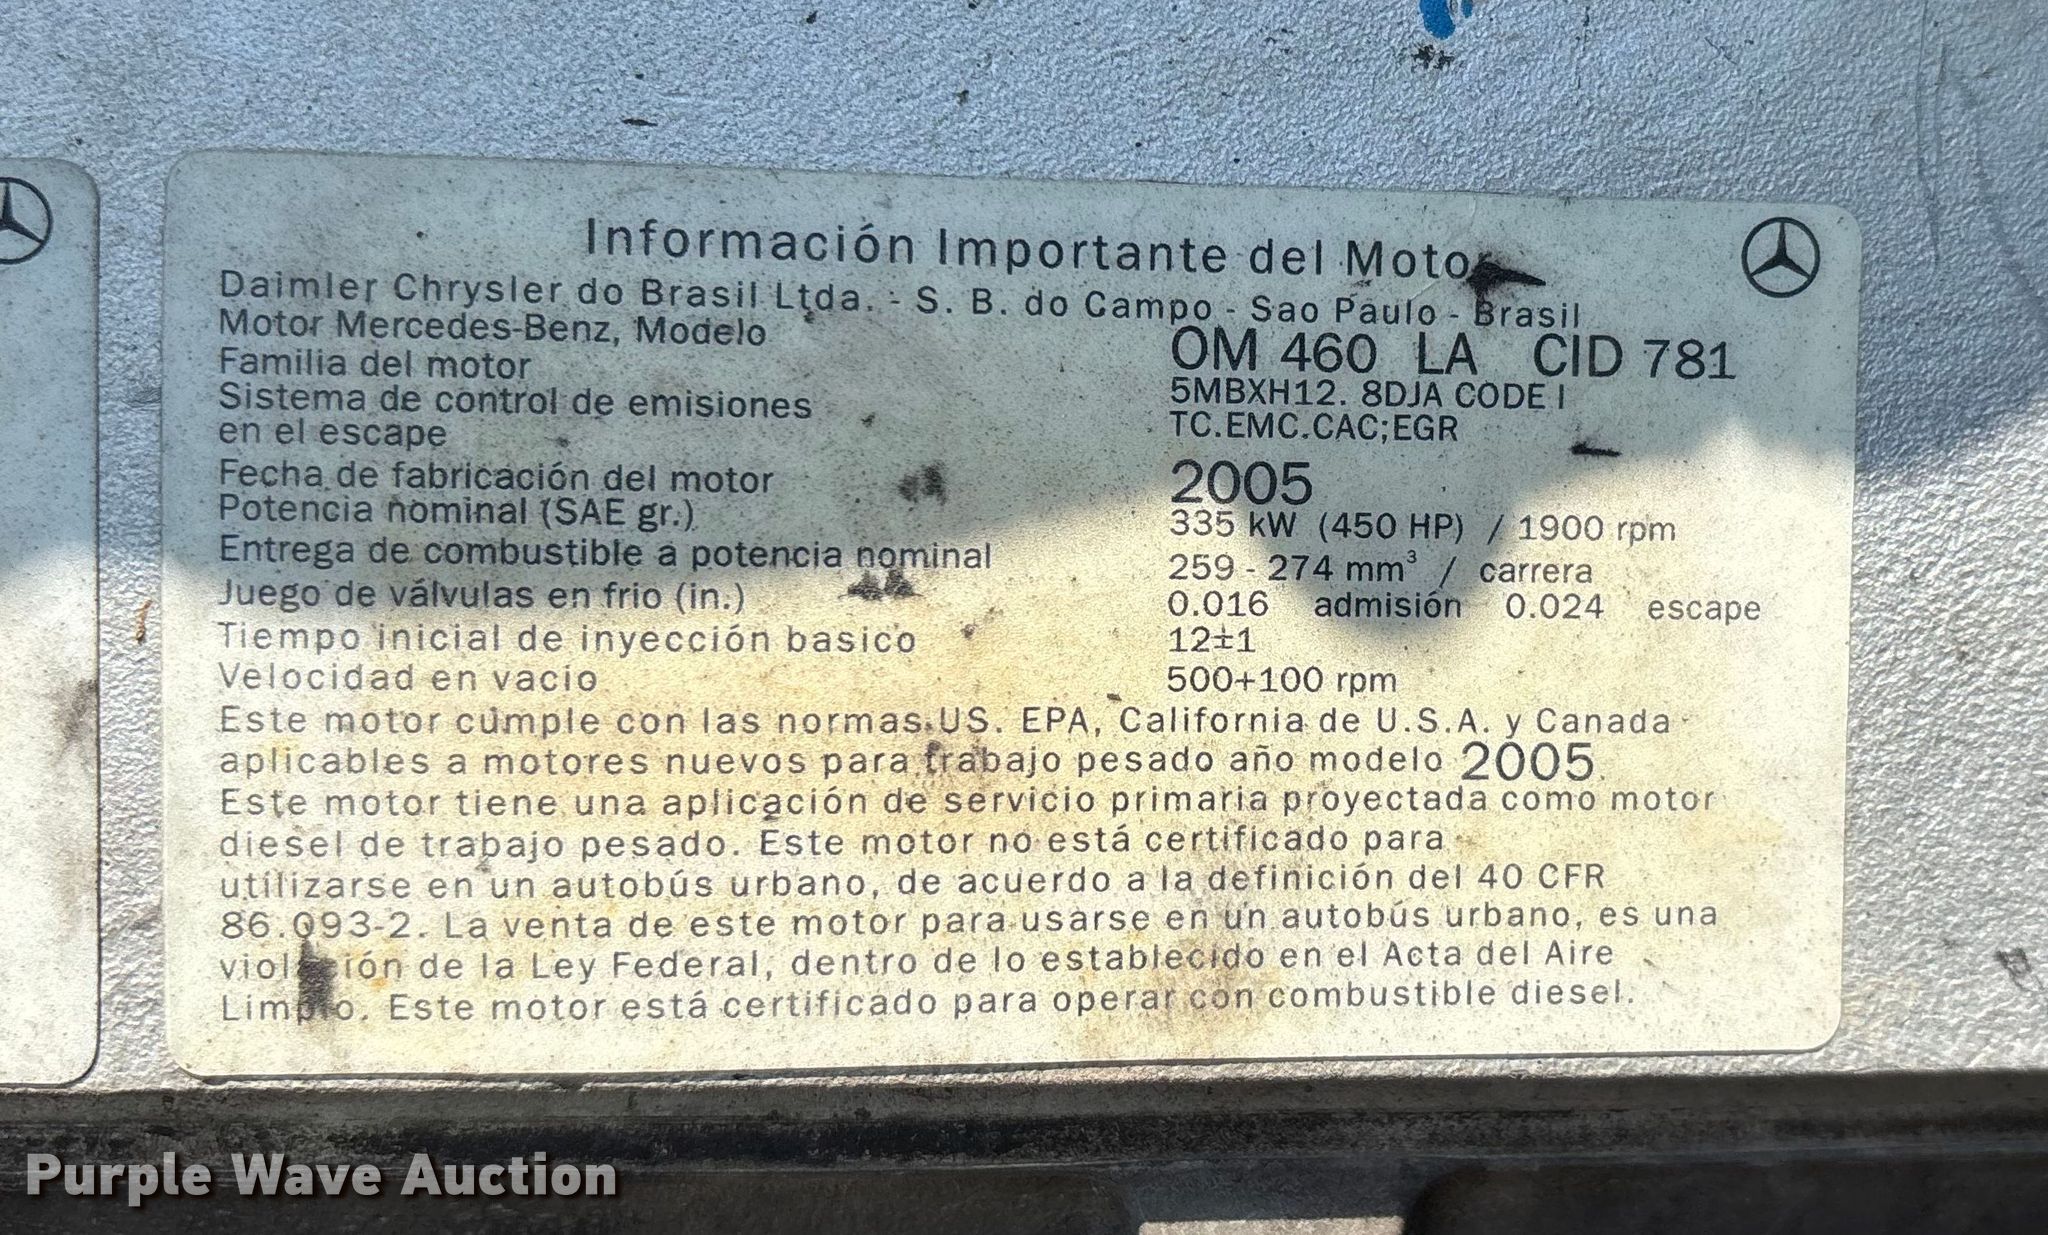 Información Importante del Motor
Daimler Chrysler do Brasil Ltda. - S. B. do Campo - Sao Paulo - Brasil
Motor Mercedes-Benz, Modelo OM 460 LA CID 781
Familia del motor 5MBXH12. 8DJA CODE I
Sistema de control de emisiones TC.EMC.CAC;EGR
en el escape
Fecha de fabricación del motor 2005
Potencia nominal (SAE gr.) 335 kW (450 HP) / 1900 rpm
Entrega de combustible a potencia nominal 259 - 274 mm³ / carrera
Juego de válvulas en frio (in.) 0.016 admisión 0.024 escape
Tiempo inicial de inyección basico 12±1
Velocidad en vacio 500+100 rpm
Este motor cumple con las normas US. EPA, California de U.S.A. y Canada
aplicables a motores nuevos para trabajo pesado año modelo 2005.
Este motor tiene una aplicación de servicio primaria proyectada como motor
diesel de trabajo pesado. Este motor no está certificado para
utilizarse en un autobús urbano, de acuerdo a la definición del 40 CFR
86.093-2. La venta de este motor para usarse en un autobús urbano, es una
violación de la Ley Federal, dentro de lo establecido en el Acta del Aire
Limpio. Este motor está certificado para operar con combustible diesel.
Purple Wave Auction